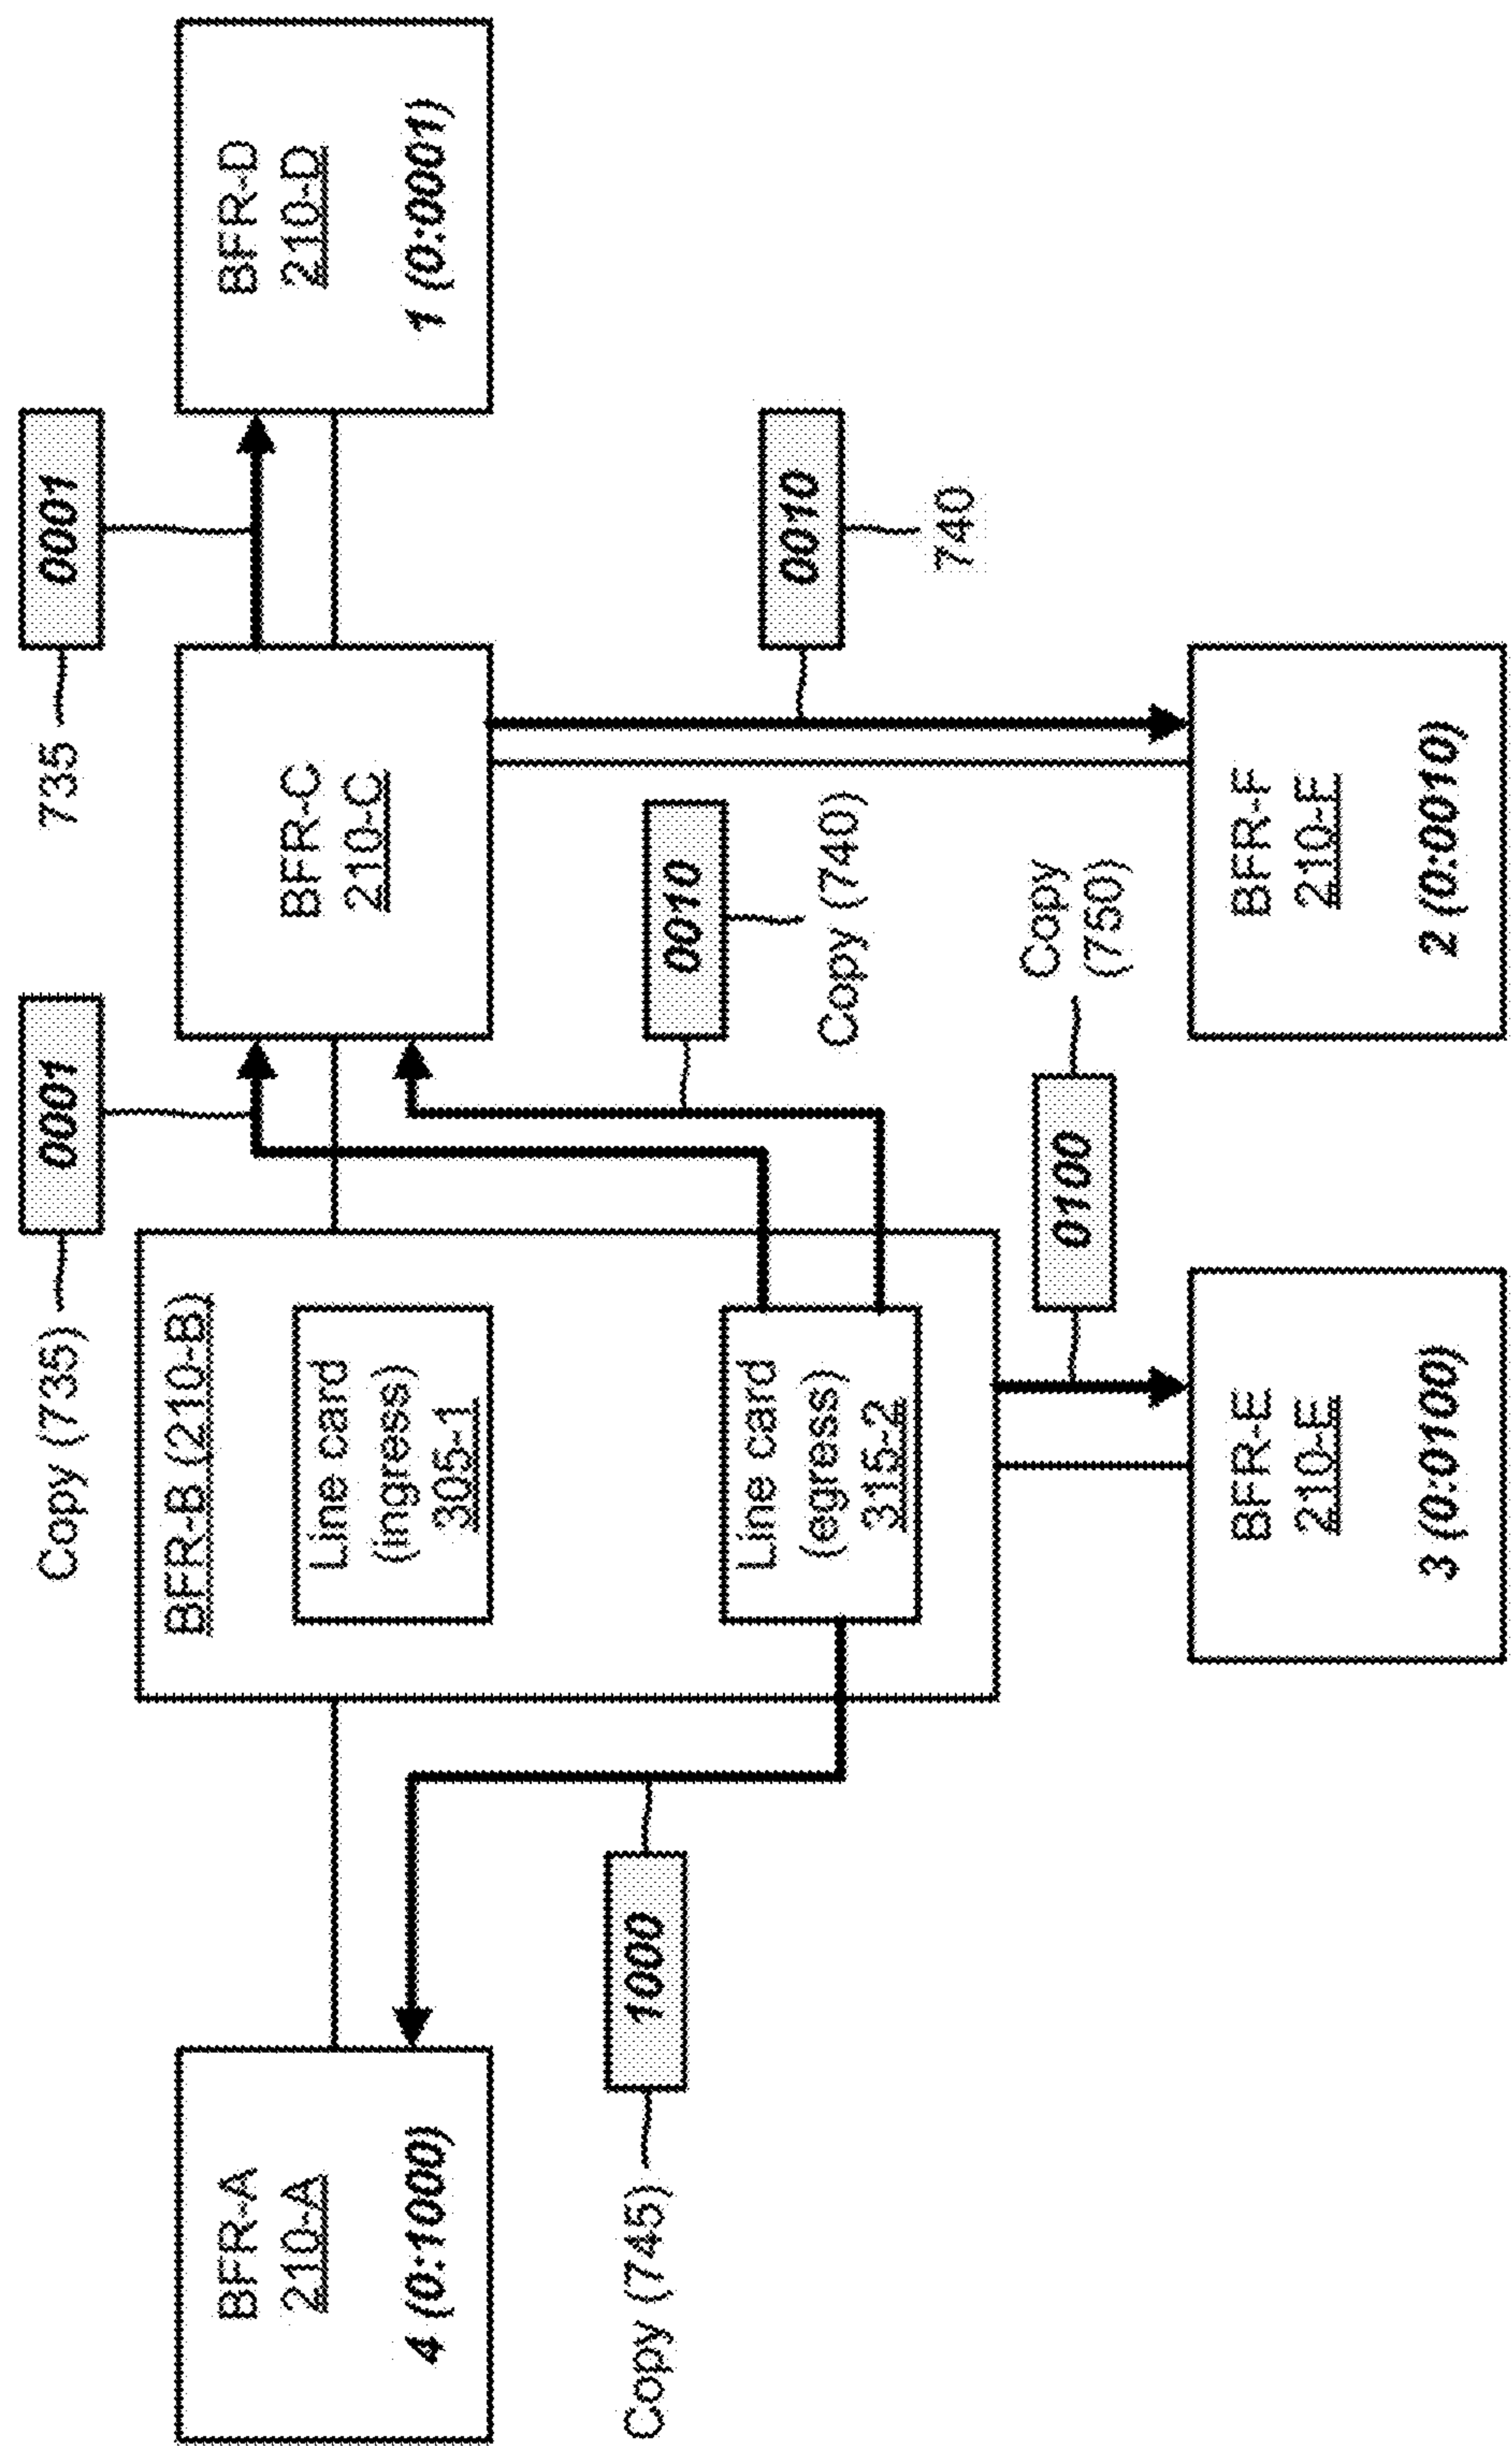 Copy (735)
0001
735
0001
BFR-A
210-A
4 (0:1000)
BFR-B (210-B)
Line card
(ingress)
305-1
BFR-C
210-C
BFR-D
210-D
1 (0:0001)
Copy (745)
1000
Line card
(egress)
315-2
0010
Copy (740)
0010
740
0100
Copy
(750)
BFR-E
210-E
3 (0:0100)
BFR-F
210-F
2 (0:0010)